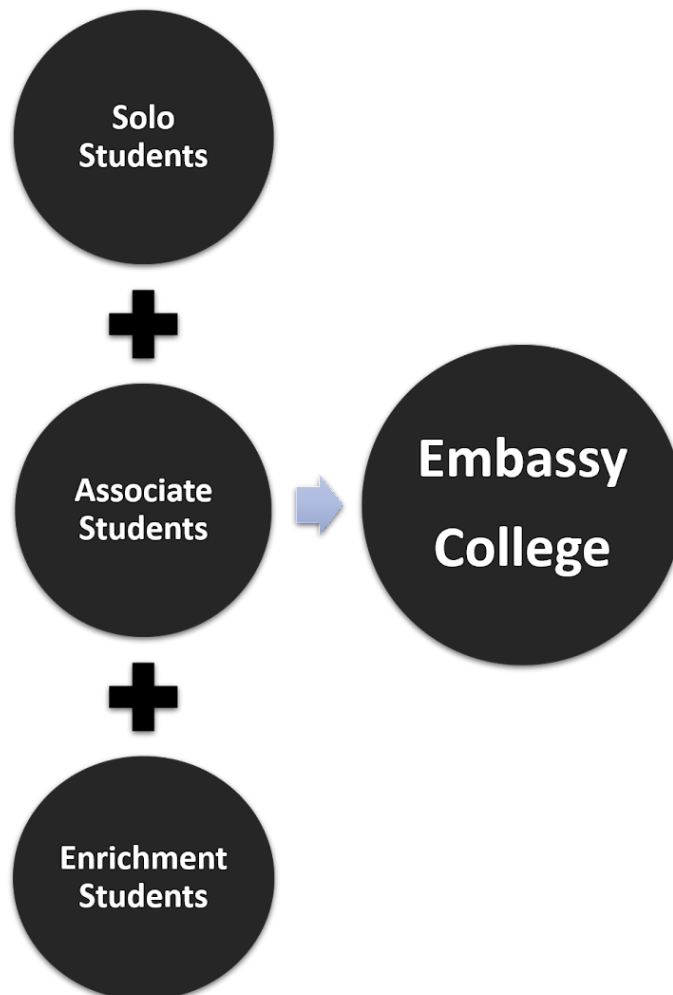 Solo
Students
Associate
Students
Embassy
College
Enrichment
Students